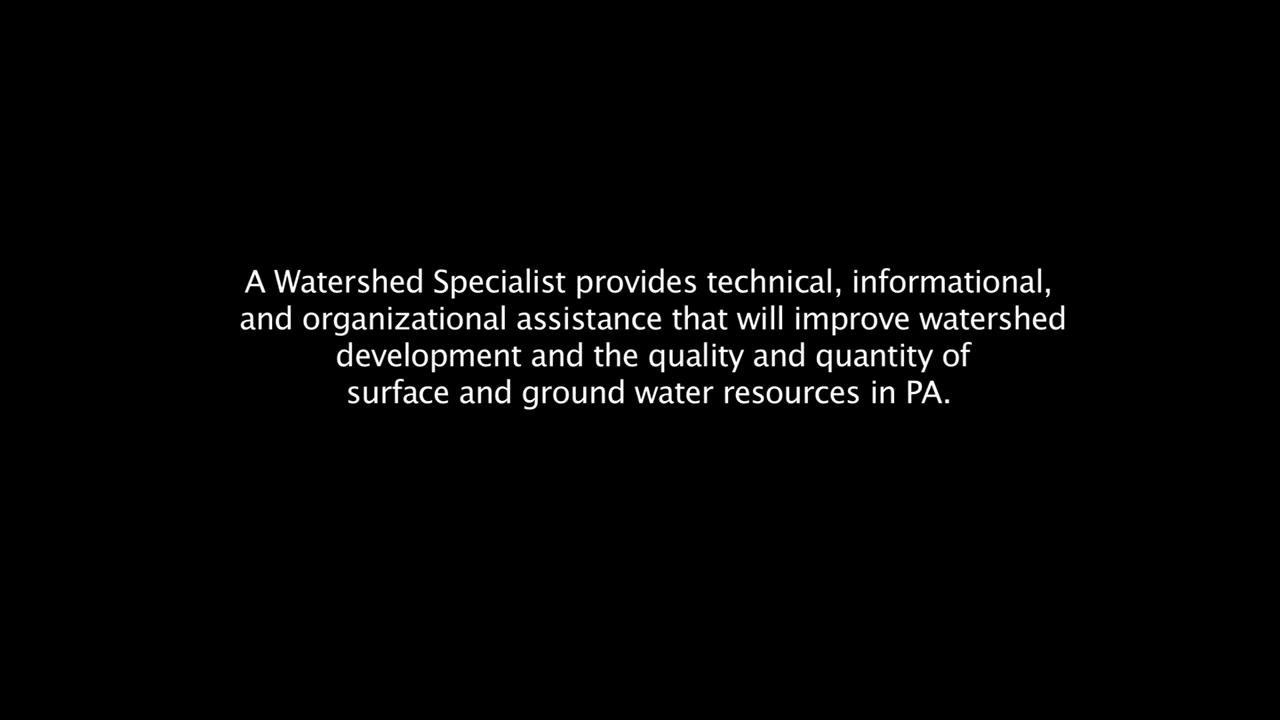 A Watershed Specialist provides technical, informational,
and organizational assistance that will improve watershed
development and the quality and quantity of
surface and ground water resources in PA.